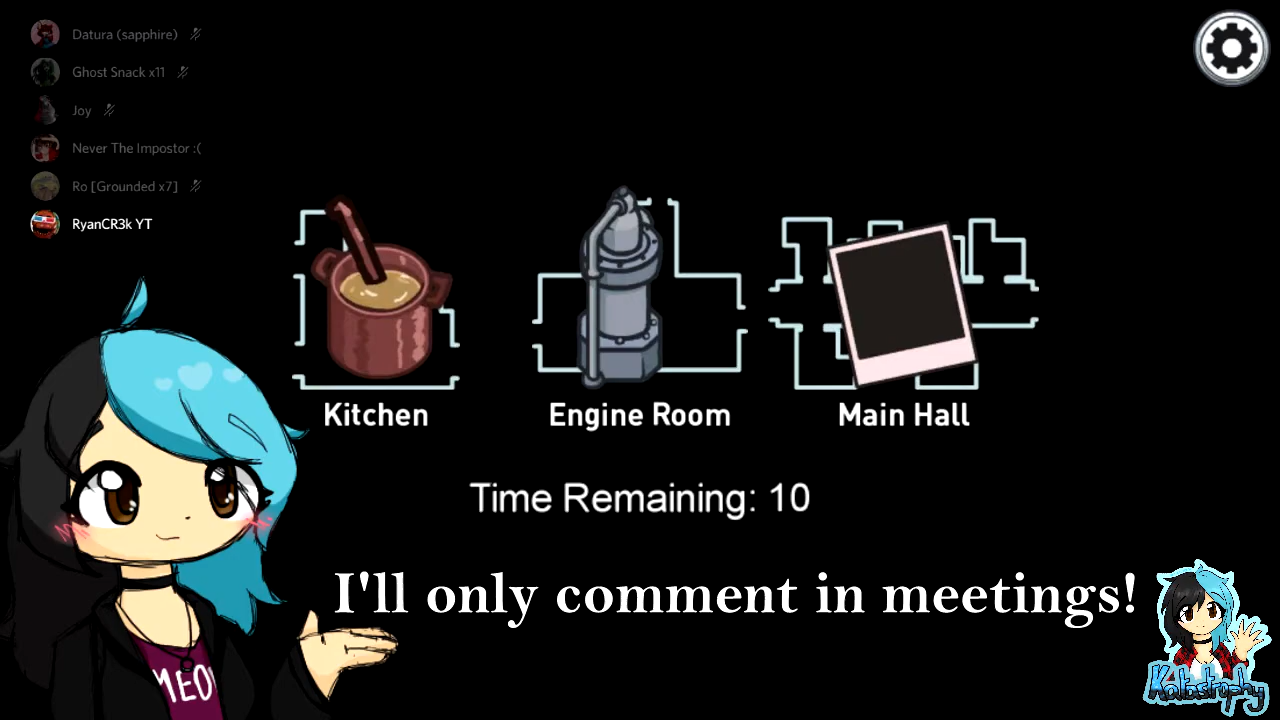 Datura (sapphire)
Ghost Snack x11
Joy
Never The Impostor :(
Ro [Grounded x7]
RyanCR3k YT
Kitchen
Engine Room
Main Hall
Time Remaining: 10
I'll only comment in meetings!
MEO
Katastrophy